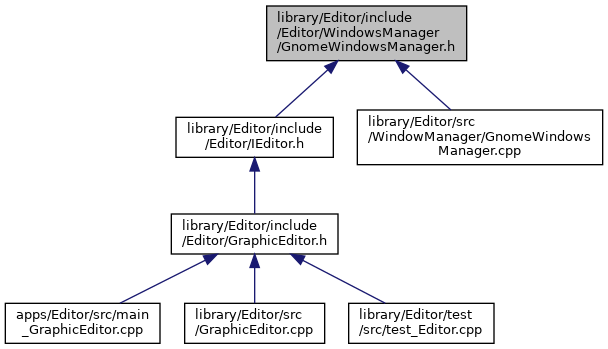 library/Editor/include
/Editor/WindowsManager
/GnomeWindowsManager.h
library/Editor/include
/Editor/IEditor.h
library/Editor/src
/WindowManager/GnomeWindows
Manager.cpp
library/Editor/include
/Editor/GraphicEditor.h
apps/Editor/src/main
_GraphicEditor.cpp
library/Editor/src
/GraphicEditor.cpp
library/Editor/test
/src/test_Editor.cpp